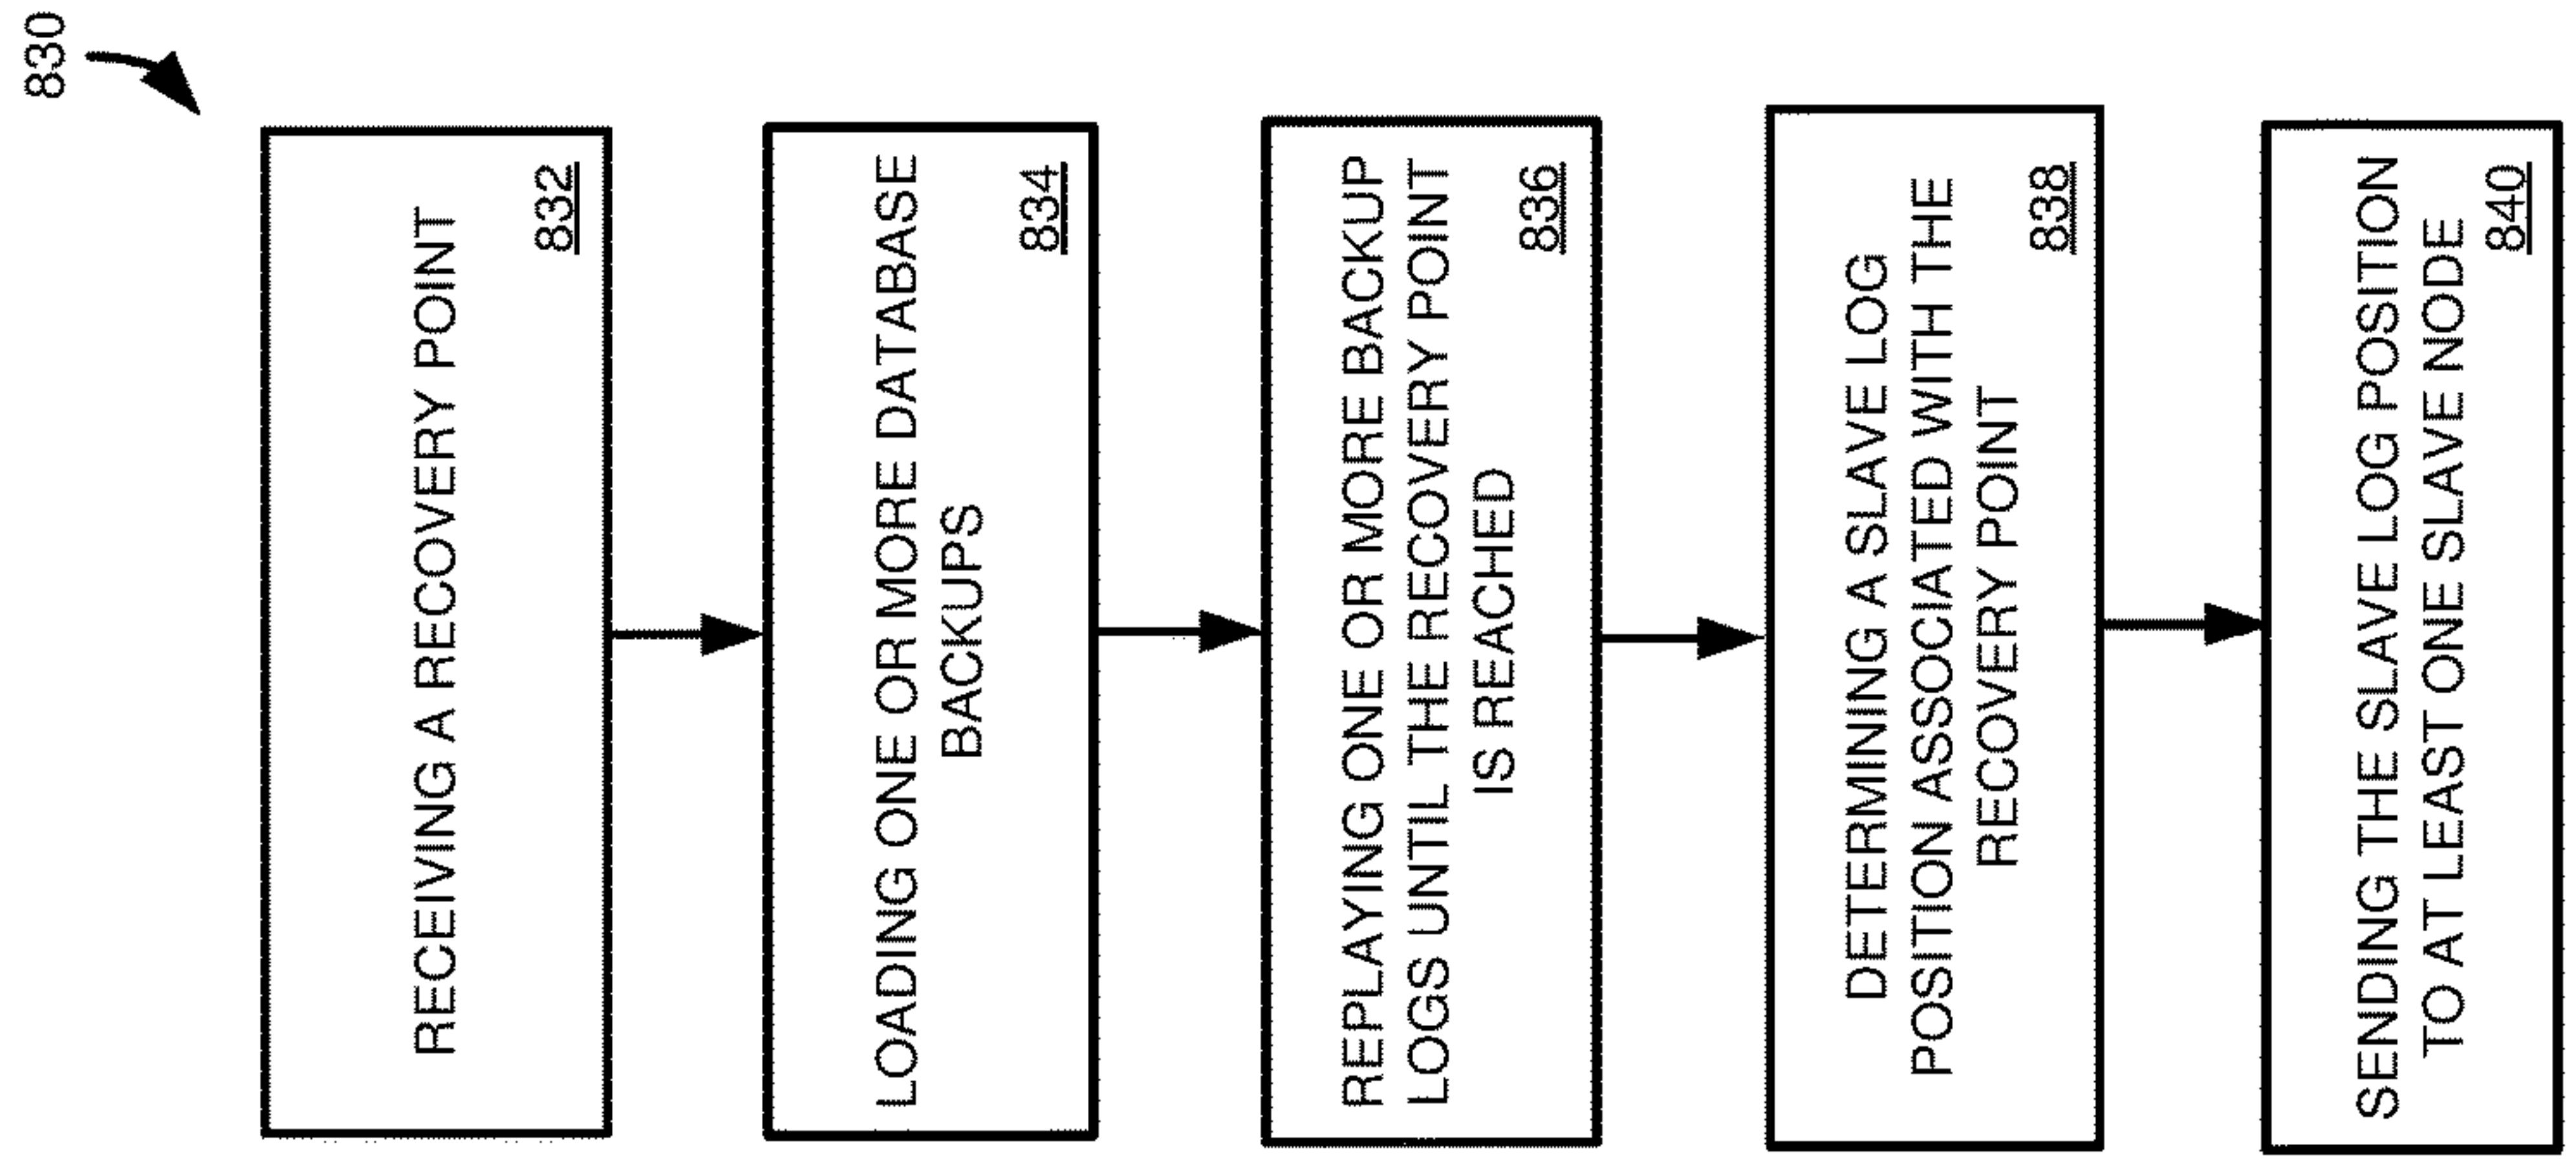 830
RECEIVING A RECOVERY POINT
832
LOADING ONE OR MORE DATABASE
BACKUPS
834
REPLAYING ONE OR MORE BACKUP
LOGS UNTIL THE RECOVERY POINT
IS REACHED
836
DETERMINING A SLAVE LOG
POSITION ASSOCIATED WITH THE
RECOVERY POINT
838
SENDING THE SLAVE LOG POSITION
TO AT LEAST ONE SLAVE NODE
840